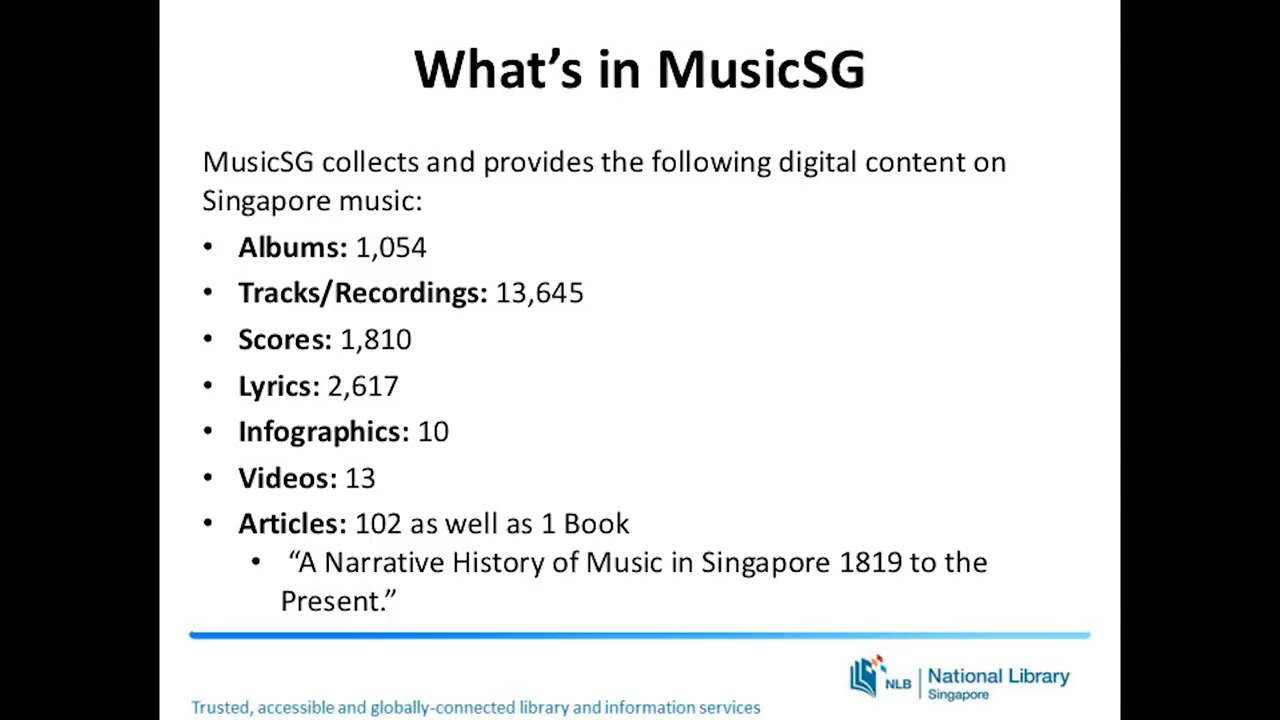 What’s in MusicSG
MusicSG collects and provides the following digital content on
Singapore music:
• Albums: 1,054
• Tracks/Recordings: 13,645
• Scores: 1,810
• Lyrics: 2,617
• Infographics: 10
• Videos: 13
• Articles: 102 as well as 1 Book
• “A Narrative History of Music in Singapore 1819 to the
Present.”
NLB National Library
Singapore
Trusted, accessible and globally-connected library and information services